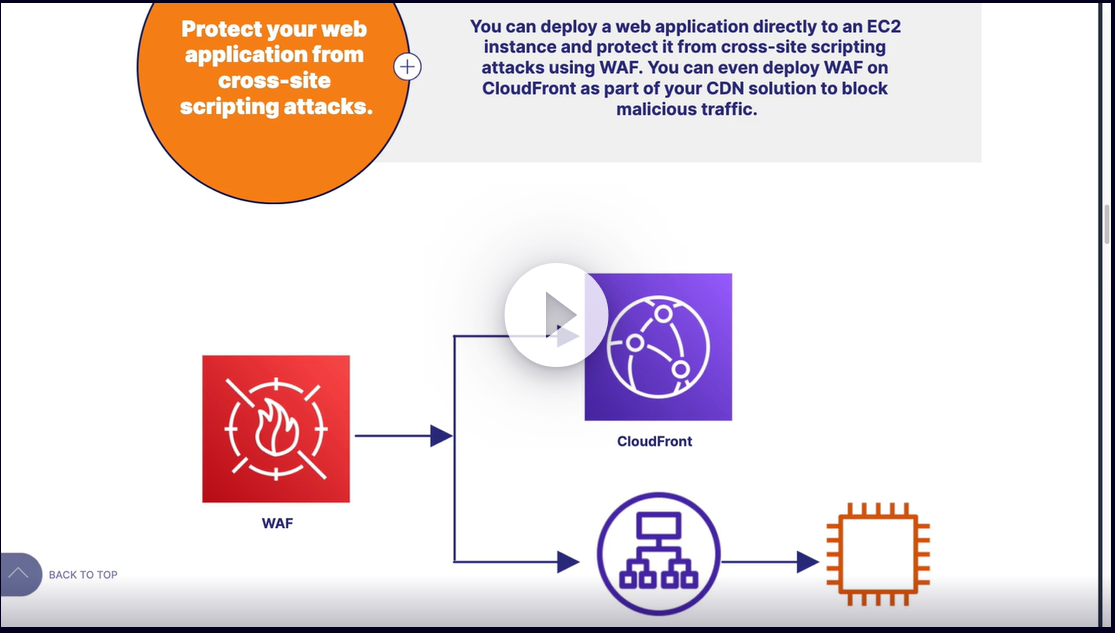 Protect your web
application from
cross-site
scripting attacks.
You can deploy a web application directly to an EC2
instance and protect it from cross-site scripting
attacks using WAF. You can even deploy WAF on
CloudFront as part of your CDN solution to block
malicious traffic.
CloudFront
WAF
BACK TO TOP